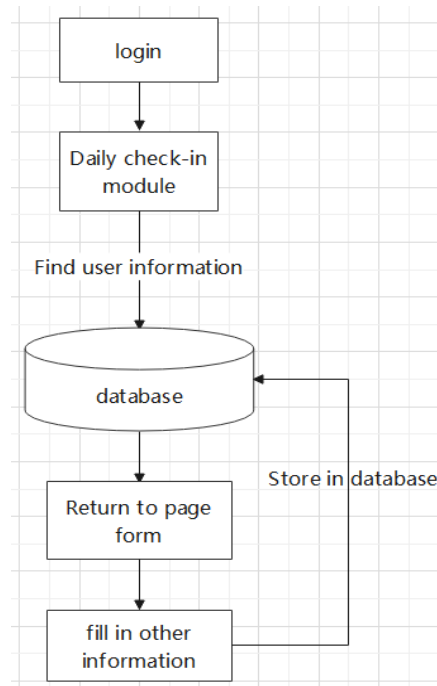 login
Daily check-in
module
Find user information
database
Store in database
Return to page
form
fill in other
information